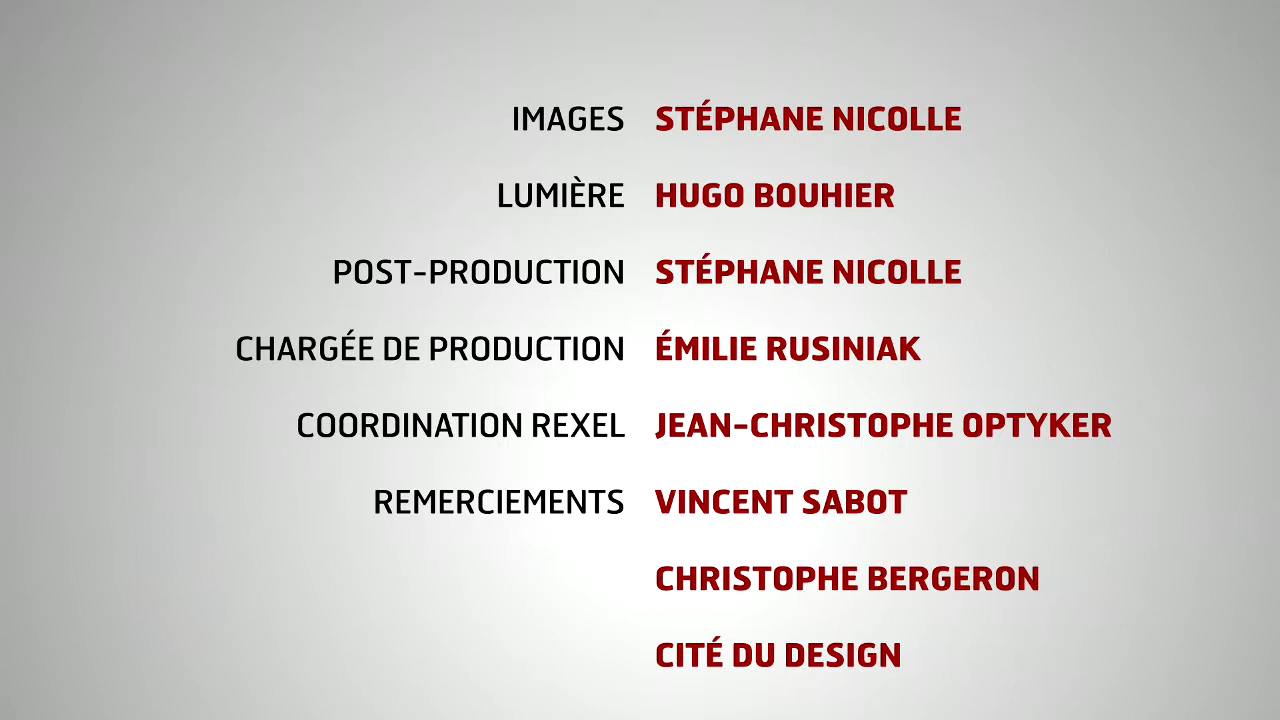 IMAGES STÉPHANE NICOLLE
LUMIÈRE HUGO BOUHIER
POST-PRODUCTION STÉPHANE NICOLLE
CHARGÉE DE PRODUCTION ÉMILIE RUSINIAK
COORDINATION REXEL JEAN-CHRISTOPHE OPTYKER
REMERCIEMENTS VINCENT SABOT
CHRISTOPHE BERGERON
CITÉ DU DESIGN